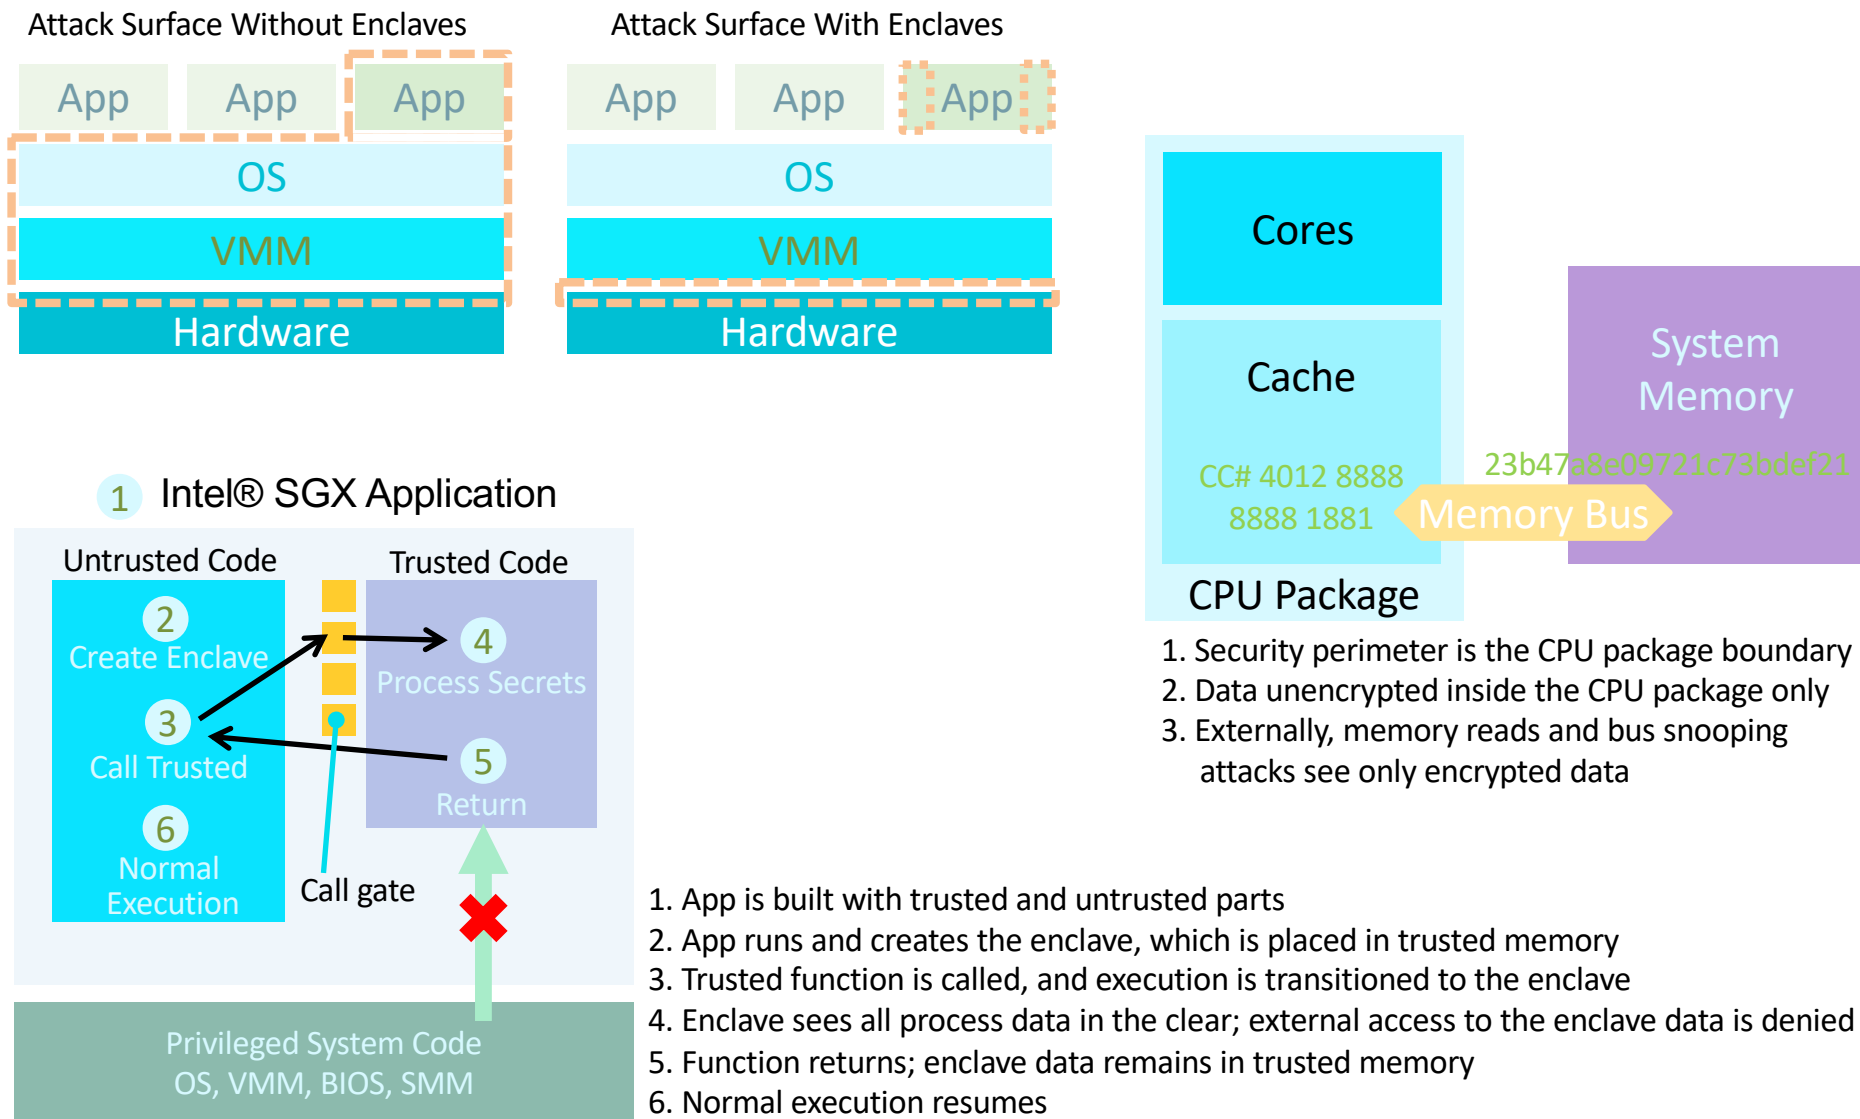 Attack Surface Without Enclaves
App App App
OS
VMM
Hardware
Attack Surface With Enclaves
App App App
OS
VMM
Hardware
Cores
Cache
CC# 4012 8888
8888 1881
CPU Package
Memory Bus
System
Memory
23b47a8e09721c73bdef21
1. Security perimeter is the CPU package boundary
2. Data unencrypted inside the CPU package only
3. Externally, memory reads and bus snooping
attacks see only encrypted data
1 Intel® SGX Application
Untrusted Code
2
Create Enclave
3
Call Trusted
6
Normal
Execution
Call gate
Trusted Code
4
Process Secrets
5
Return
Privileged System Code
OS, VMM, BIOS, SMM
1. App is built with trusted and untrusted parts
2. App runs and creates the enclave, which is placed in trusted memory
3. Trusted function is called, and execution is transitioned to the enclave
4. Enclave sees all process data in the clear; external access to the enclave data is denied
5. Function returns; enclave data remains in trusted memory
6. Normal execution resumes